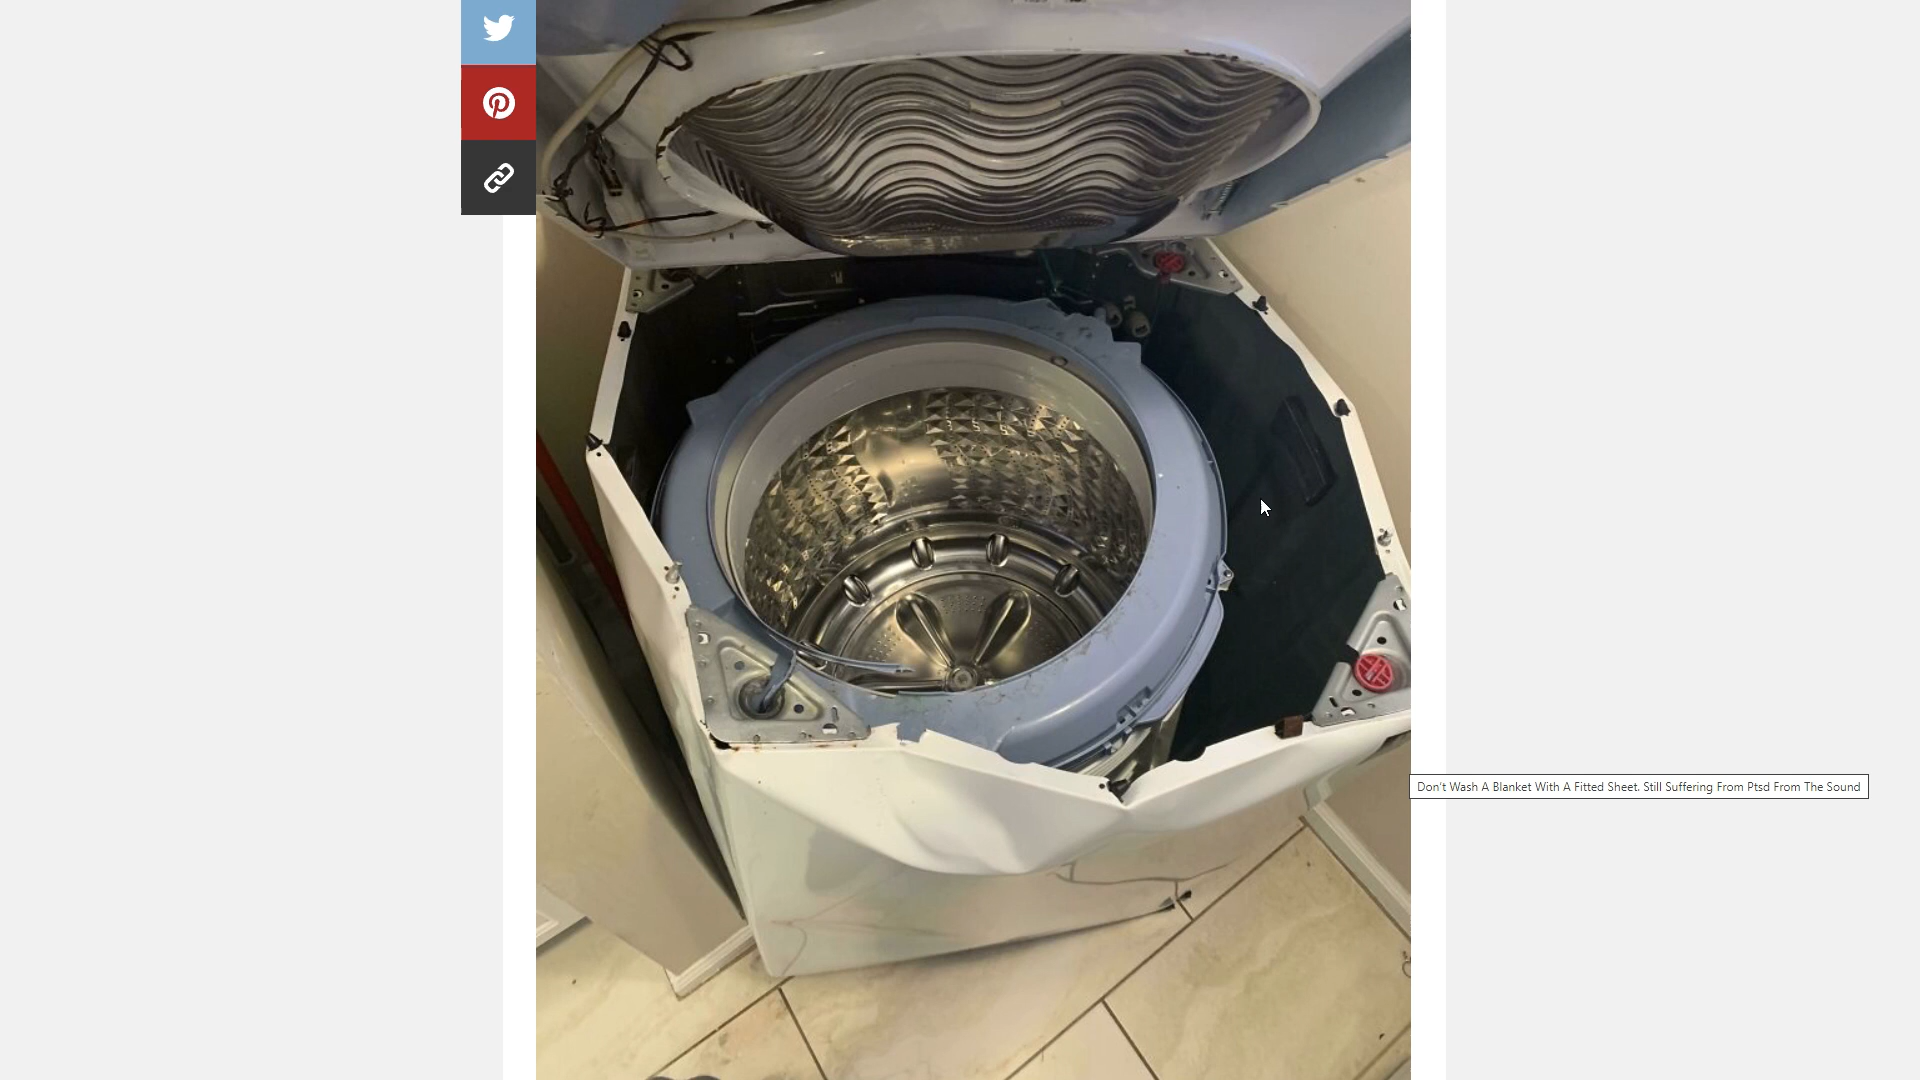 Don't Wash A Blanket With A Fitted Sheet. Still Suffering From Ptsd From The Sound